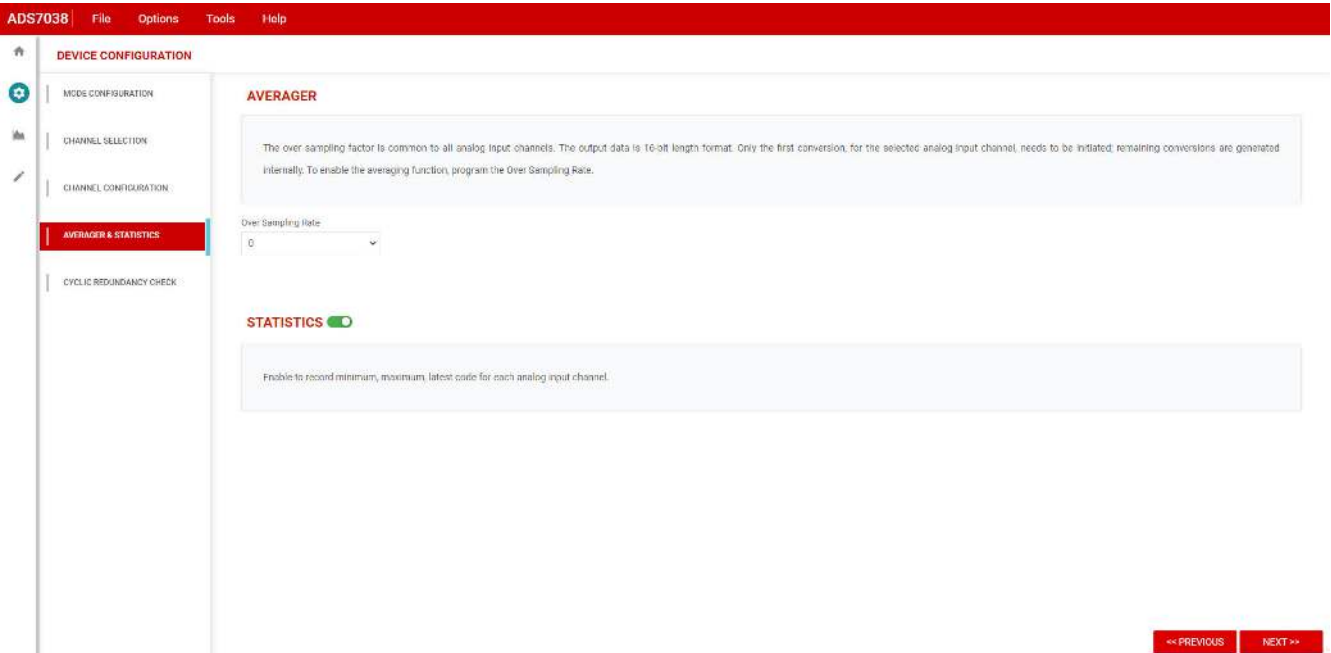 ADS7038 File Options Tools Help
DEVICE CONFIGURATION
MODE CONFIGURATION
CHANNEL SELECTION
CHANNEL CONFIGURATION
AVERAGER & STATISTICS
CYCLIC REDUNDANCY CHECK
AVERAGER
The over sampling factor is common to all analog input channels. The output data is 16-bit length format. Only the first conversion, for the selected analog input channel, needs to be initiated; remaining conversions are generated
internally. To enable the averaging function, program the Over Sampling Rate.
Over Sampling Rate
0
STATISTICS
Enable to record minimum, maximum, latest code for each analog input channel.
<< PREVIOUS NEXT >>